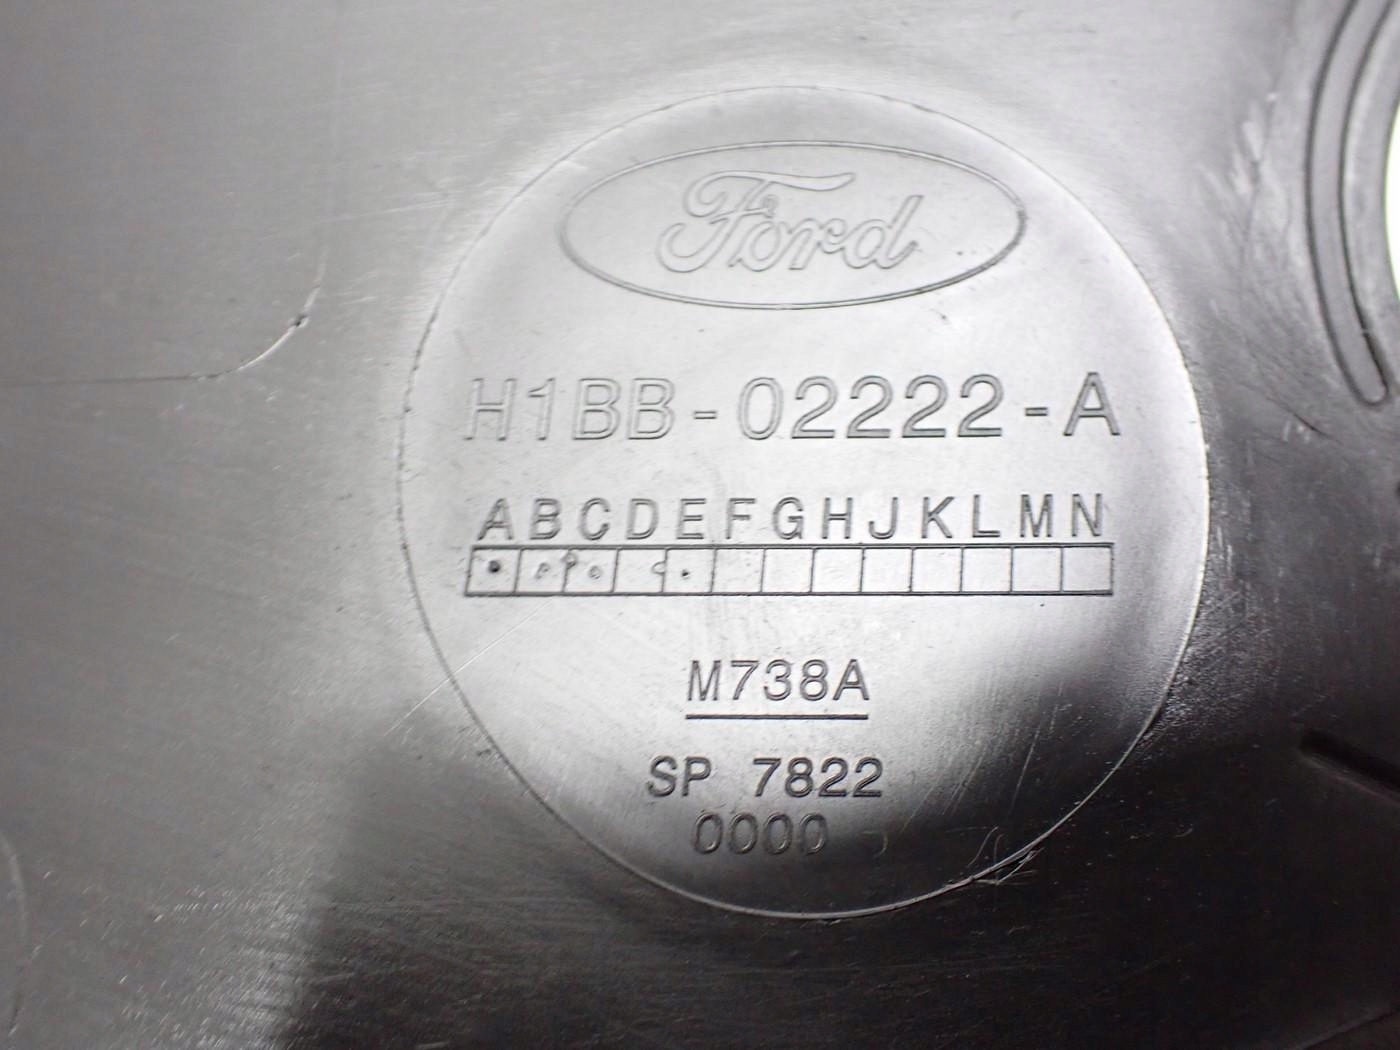 Ford
H1BB-02222-A
ABCDEFGHJKLMN
M738A
SP 7822
0000